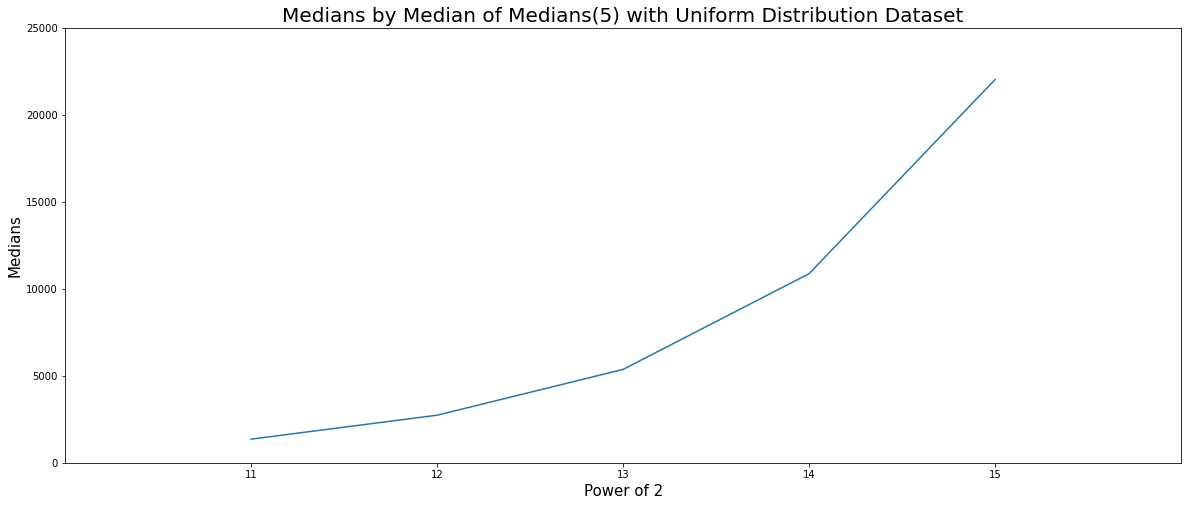 Medians by Median of Medians(5) with Uniform Distribution Dataset
25000
20000
15000
10000
5000
0
Medians
11 12 13 14 15
Power of 2